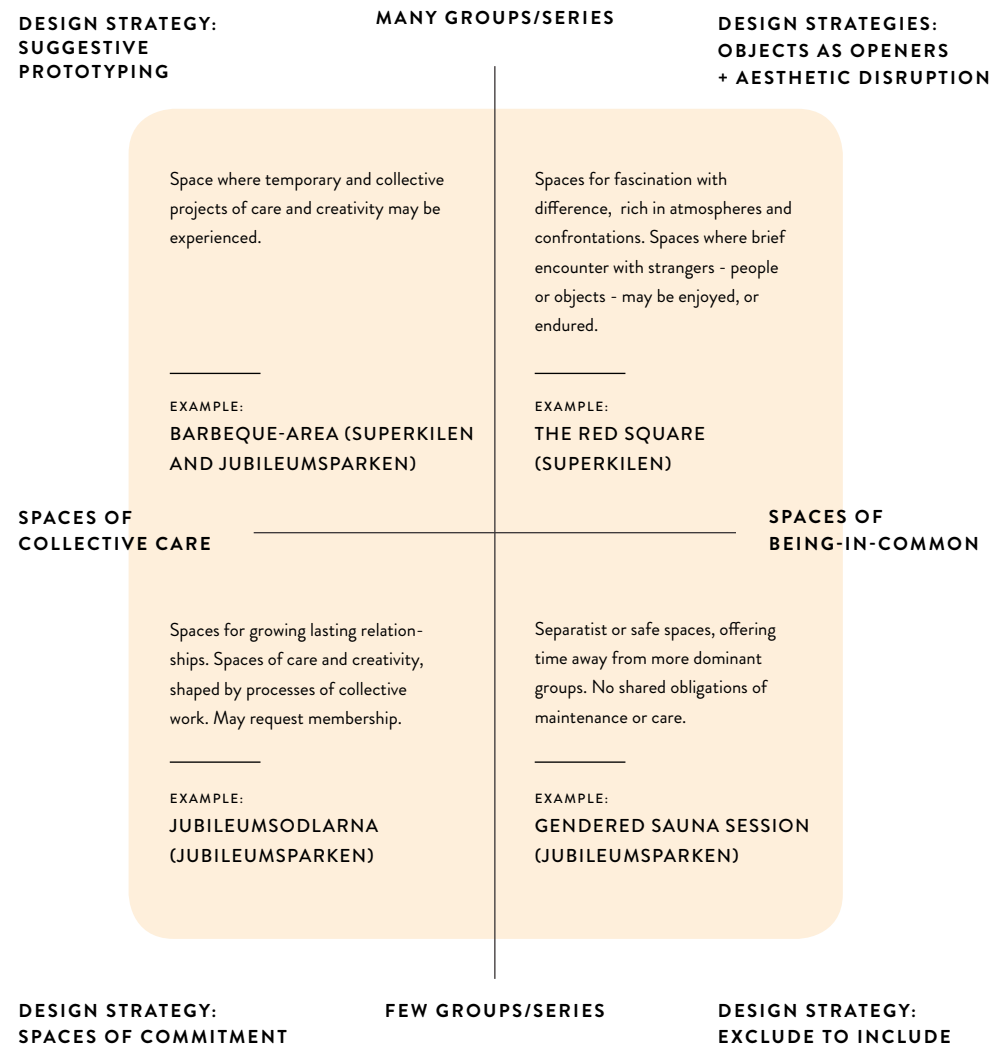 DESIGN STRATEGY:
SUGGESTIVE
PROTOTYPING
MANY GROUPS/SERIES
DESIGN STRATEGIES:
OBJECTS AS OPENERS
+ AESTHETIC DISRUPTION
Space where temporary and collective
projects of care and creativity may be
experienced.
EXAMPLE:
BARBEQUE-AREA (SUPERKILEN
AND JUBILEUMSPARKEN)
Spaces for fascination with
difference,  rich in atmospheres and
confrontations. Spaces where brief
encounter with strangers - people
or objects - may be enjoyed, or
endured.
EXAMPLE:
THE RED SQUARE
(SUPERKILEN)
SPACES OF
COLLECTIVE CARE
SPACES OF
BEING-IN-COMMON
Spaces for growing lasting relation-
ships. Spaces of care and creativity,
shaped by processes of collective
work. May request membership.
EXAMPLE:
JUBILEUMSODLARNA
(JUBILEUMSPARKEN)
Separatist or safe spaces, offering
time away from more dominant
groups. No shared obligations of
maintenance or care.
EXAMPLE:
GENDERED SAUNA SESSION
(JUBILEUMSPARKEN)
DESIGN STRATEGY:
SPACES OF COMMITMENT
FEW GROUPS/SERIES
DESIGN STRATEGY:
EXCLUDE TO INCLUDE